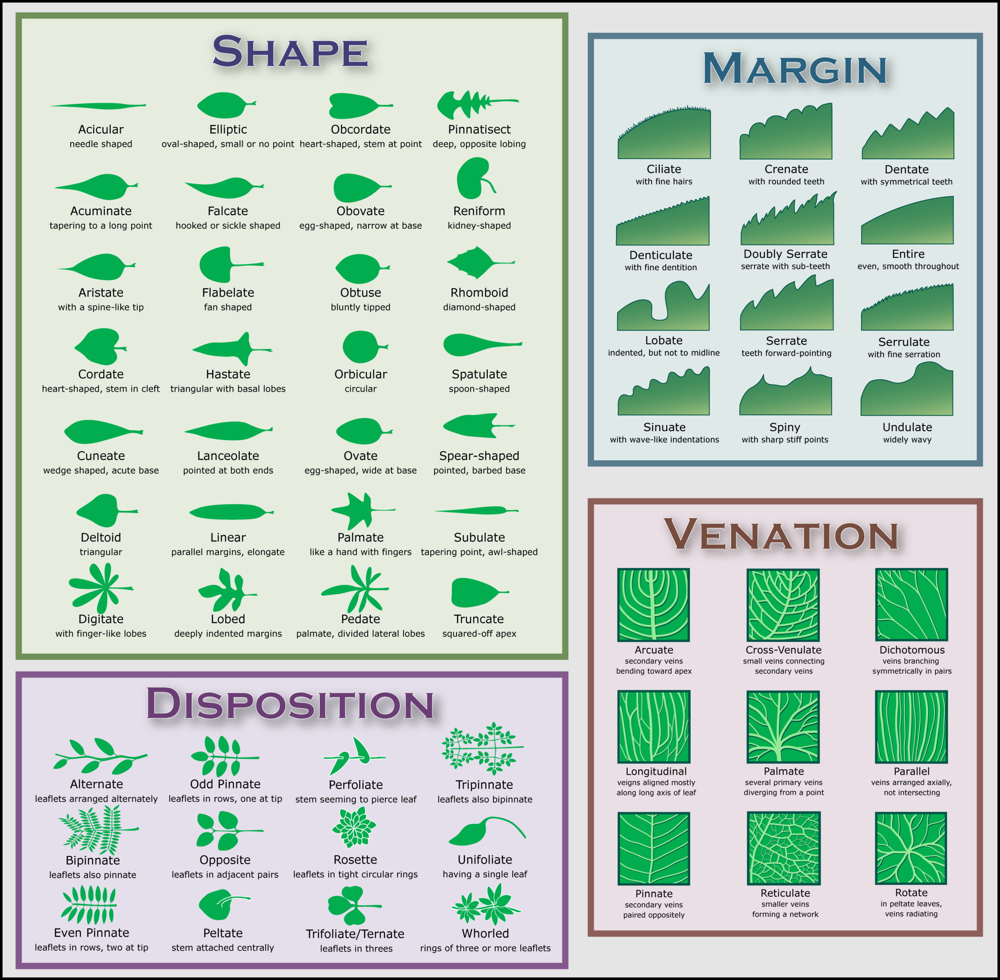 SHAPE
Acicular
needle shaped
Elliptic
oval-shaped, small or no point
Obcordate
heart-shaped, stem at point
Pinnatisect
deep, opposite lobing
Acuminate
tapering to a long point
Falcate
hooked or sickle shaped
Obovate
egg-shaped, narrow at base
Reniform
kidney-shaped
Aristate
with a spine-like tip
Flabelate
fan shaped
Obtuse
bluntly tipped
Rhomboid
diamond-shaped
Cordate
heart-shaped, stem in cleft
Hastate
triangular with basal lobes
Orbicular
circular
Spatulate
spoon-shaped
Cuneate
wedge shaped, acute base
Lanceolate
pointed at both ends
Ovate
egg-shaped, wide at base
Spear-shaped
pointed, barbed base
Deltoid
triangular
Linear
parallel margins, elongate
Palmate
like a hand with fingers
Subulate
tapering point, awl-shaped
Digitate
with finger-like lobes
Lobed
deeply indented margins
Pedate
palmate, divided lateral lobes
Truncate
squared-off apex
MARGIN
Ciliate
with fine hairs
Crenate
with rounded teeth
Dentate
with symmetrical teeth
Denticulate
with fine dentition
Doubly Serrate
serrate with sub-teeth
Entire
even, smooth throughout
Lobate
indented, but not to midline
Serrate
teeth forward-pointing
Serrulate
with fine serration
Sinuate
with wave-like indentations
Spiny
with sharp stiff points
Undulate
widely wavy
DISPOSITION
Alternate
leaflets arranged alternately
Odd Pinnate
leaflets in rows, one at tip
Perfoliate
stem seeming to pierce leaf
Tripinnate
leaflets also bipinnate
Bipinnate
leaflets also pinnate
Opposite
leaflets in adjacent pairs
Rosette
leaflets in tight circular rings
Unifoliate
having a single leaf
Even Pinnate
leaflets in rows, two at tip
Peltate
stem attached centrally
Trifoliate/Ternate
leaflets in threes
Whorled
rings of three or more leaflets
VENATION
Arcuate
secondary veins
bending toward apex
Cross-Venulate
small veins connecting
secondary veins
Dichotomous
veins branching
symmetrically in pairs
Longitudinal
veigns aligned mostly
along long axis of leaf
Palmate
several primary veins
diverging from a point
Parallel
veins arranged axially,
not intersecting
Pinnate
secondary veins
paired oppositely
Reticulate
smaller veins
forming a network
Rotate
in peltate leaves,
veins radiating